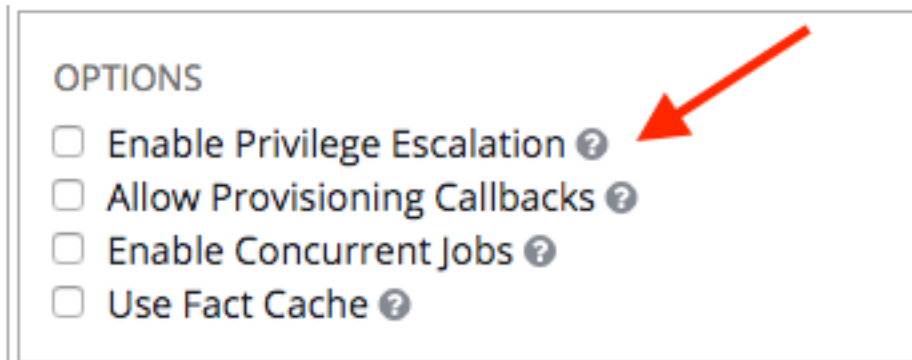 OPTIONS
Enable Privilege Escalation ?
Allow Provisioning Callbacks ?
Enable Concurrent Jobs ?
Use Fact Cache ?